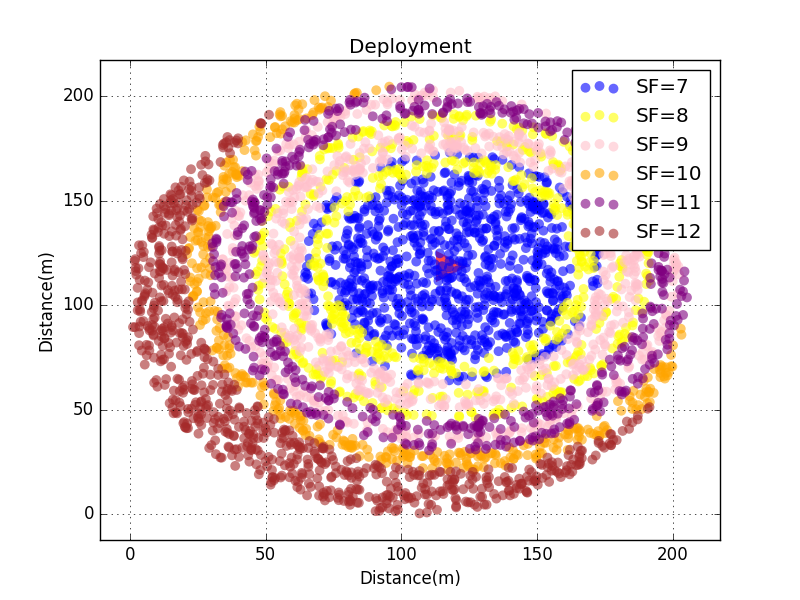 Deployment
SF=7
SF=8
SF=9
SF=10
SF=11
SF=12
200
150
100
50
0
Distance(m)
0 50 100 150 200
Distance(m)